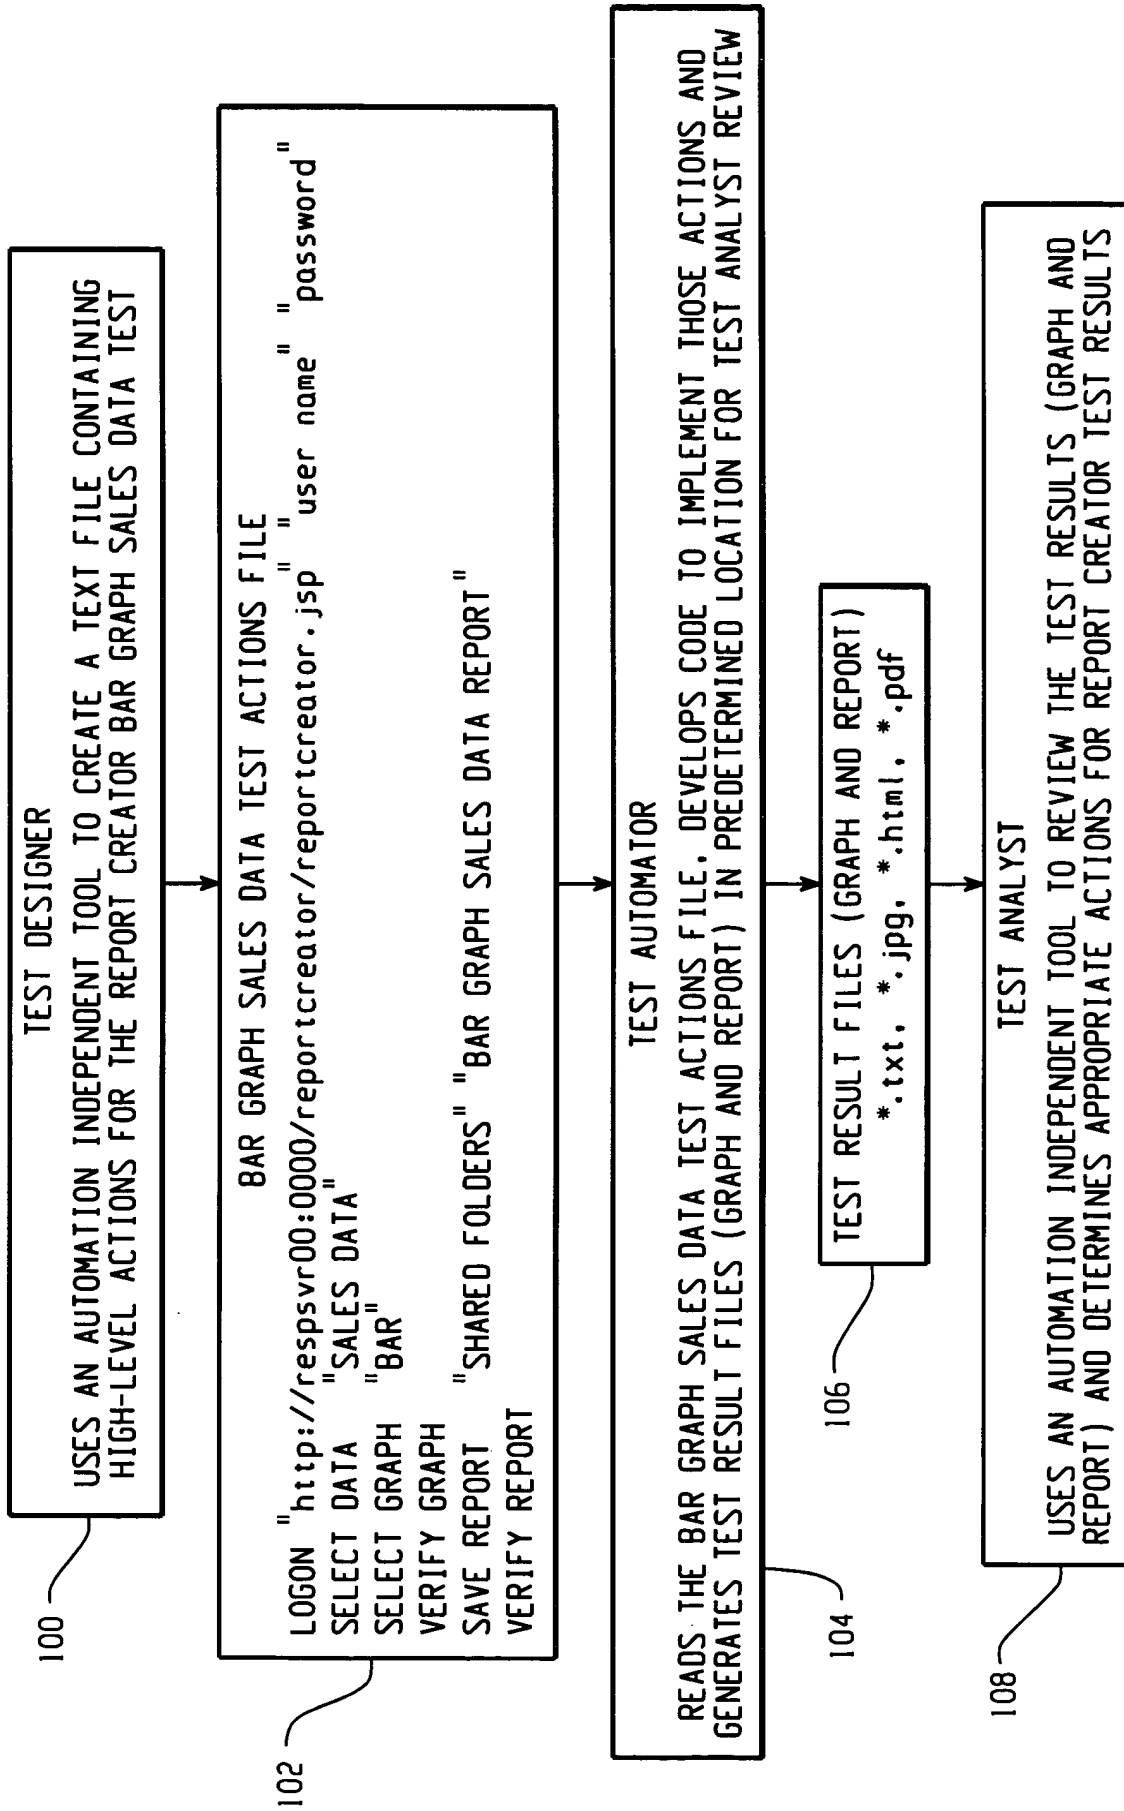 TEST DESIGNER
USES AN AUTOMATION INDEPENDENT TOOL TO CREATE A TEXT FILE CONTAINING
HIGH-LEVEL ACTIONS FOR THE REPORT CREATOR BAR GRAPH SALES DATA TEST
100
BAR GRAPH SALES DATA TEST ACTIONS FILE
LOGON "http://respsvr00:0000/reportcreator/reportcreator.jsp" "user name" "password"
SELECT DATA "SALES DATA"
SELECT GRAPH "BAR"
VERIFY GRAPH
SAVE REPORT "SHARED FOLDERS" "BAR GRAPH SALES DATA REPORT"
VERIFY REPORT
102
TEST AUTOMATOR
READS THE BAR GRAPH SALES DATA TEST ACTIONS FILE, DEVELOPS CODE TO IMPLEMENT THOSE ACTIONS AND
GENERATES TEST RESULT FILES (GRAPH AND REPORT) IN PREDETERMINED LOCATION FOR TEST ANALYST REVIEW
104
TEST RESULT FILES (GRAPH AND REPORT)
*.txt, *.jpg, *.html, *.pdf
106
TEST ANALYST
USES AN AUTOMATION INDEPENDENT TOOL TO REVIEW THE TEST RESULTS (GRAPH AND
REPORT) AND DETERMINES APPROPRIATE ACTIONS FOR REPORT CREATOR TEST RESULTS
108